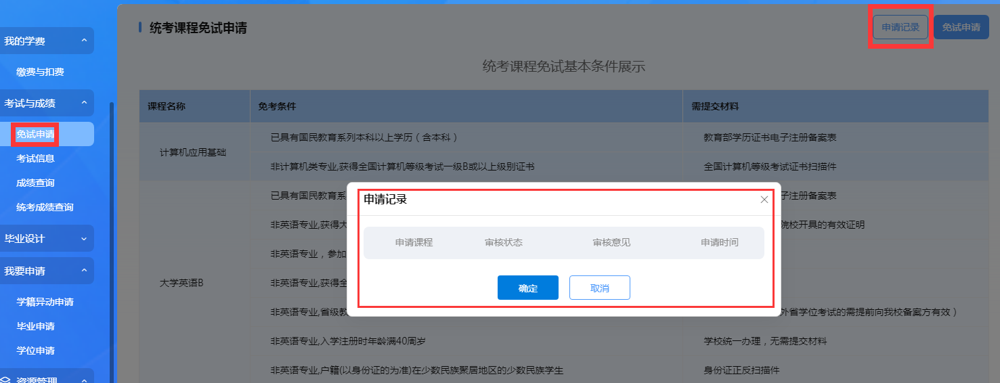 我的学费
缴费与扣费
考试与成绩
免试申请
考试信息
成绩查询
统考成绩查询
毕业设计
我要申请
学籍异动申请
毕业申请
学位申请
资源管理
统考课程免试申请
申请记录
免试申请
统考课程免试基本条件展示
课程名称 免考条件 需提交材料
计算机应用基础
已具有国民教育系列本科以上学历（含本科） 教育部学历证书电子注册备案表
非计算机类专业,获得全国计算机等级考试一级B或以上级别证书 全国计算机等级考试证书扫描件
大学英语B
已具有国民教育系 子注册备案表
非英语专业,获得大 院校开具的有效证明
非英语专业，参加
非英语专业,获得全
非英语专业,省级教 外省学位考试的需提前向我校备案方有效）
非英语专业,入学注册时年龄满40周岁 学校统一办理，无需提交材料
非英语专业,户籍(以身份证的为准)在少数民族聚居地区的少数民族学生 身份证正反扫描件
申请记录
申请课程 审核状态 审核意见 申请时间
确定 取消